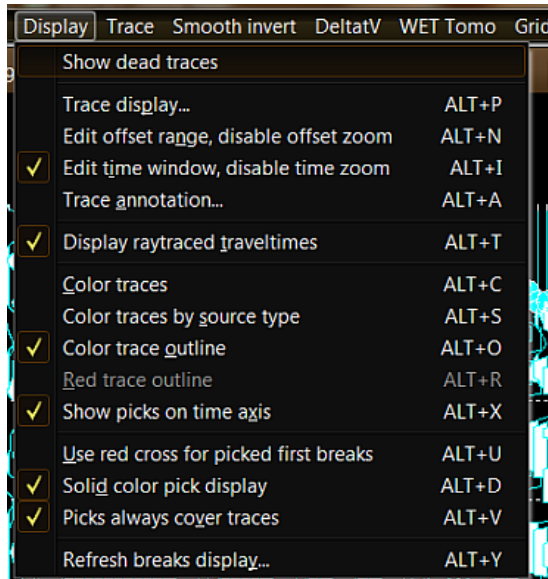 Display Trace Smooth invert DeltatV WET Tomo Grid
Show dead traces
9
Trace display... ALT+P
Edit offset range, disable offset zoom ALT+N
Edit time window, disable time zoom ALT+I
Trace annotation... ALT+A
Display raytraced traveltimes ALT+T
Color traces ALT+C
Color traces by source type ALT+S
Color trace outline ALT+O
Red trace outline ALT+R
Show picks on time axis ALT+X
Use red cross for picked first breaks ALT+U
Solid color pick display ALT+D
Picks always cover traces ALT+V
Refresh breaks display... ALT+Y